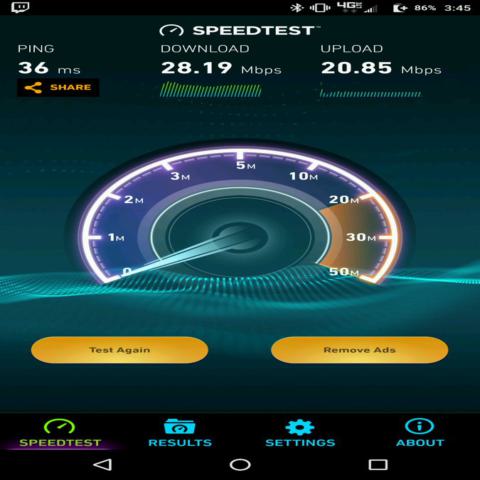 4G 86% 3:45
SPEEDTEST™
PING DOWNLOAD UPLOAD
36 ms 28.19 Mbps 20.85 Mbps
SHARE
5M
3M 10M
2M 20M
1M 30M
0 50M
Test Again Remove Ads
SPEEDTEST RESULTS SETTINGS ABOUT